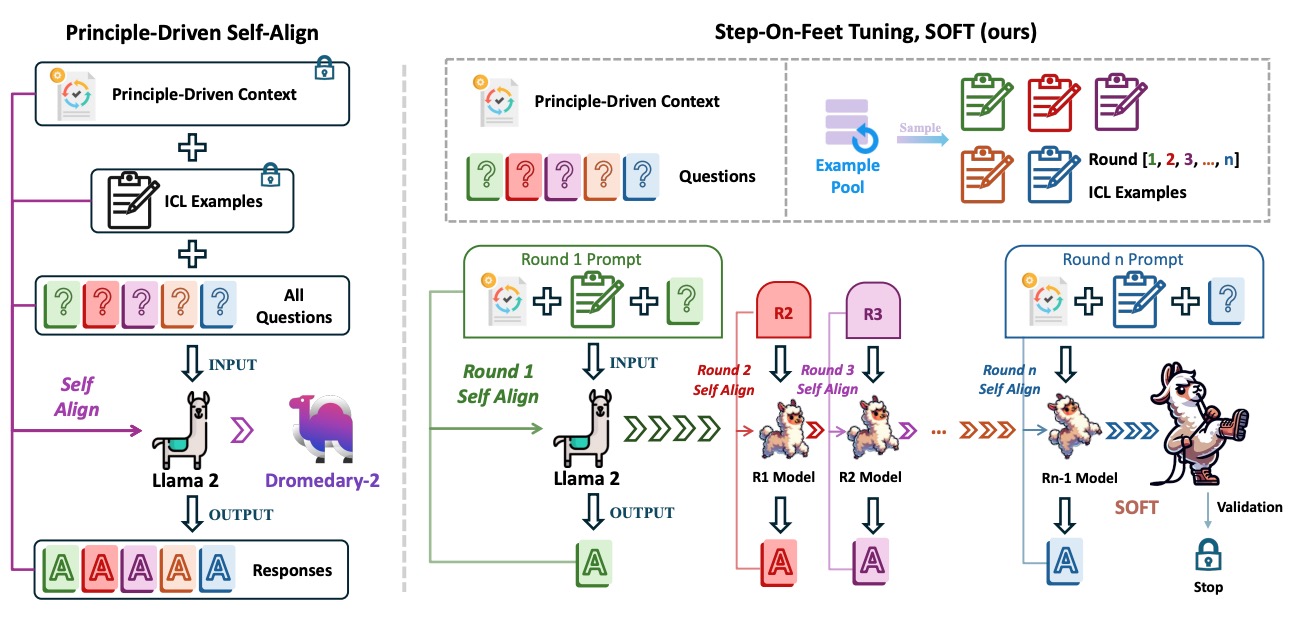 Principle-Driven Self-Align
Principle-Driven Context
ICL Examples
? ? ? ? ?
All
Questions
INPUT
Self
Align
Llama 2
Dromedary-2
OUTPUT
A A A A A
Responses
Step-On-Feet Tuning, SOFT (ours)
Principle-Driven Context
? ? ? ? ?
Questions
Example
Pool
Sample
Round [1, 2, 3, ..., n]
ICL Examples
Round 1 Prompt
?
INPUT
Round 1
Self Align
Llama 2
OUTPUT
A
R2
Round 2
Self Align
R1 Model
A
R3
Round 3
Self Align
R2 Model
A
...
Round n Prompt
?
Round n
Self Align
Rn-1 Model
A
SOFT
Validation
Stop